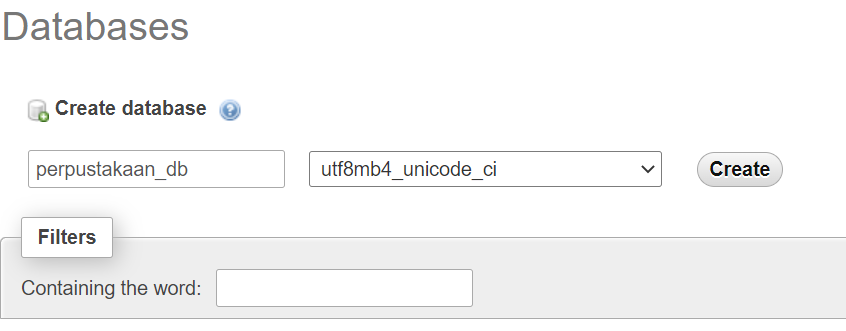 Databases
Create database
perpustakaan_db utf8mb4_unicode_ci Create
Filters
Containing the word: